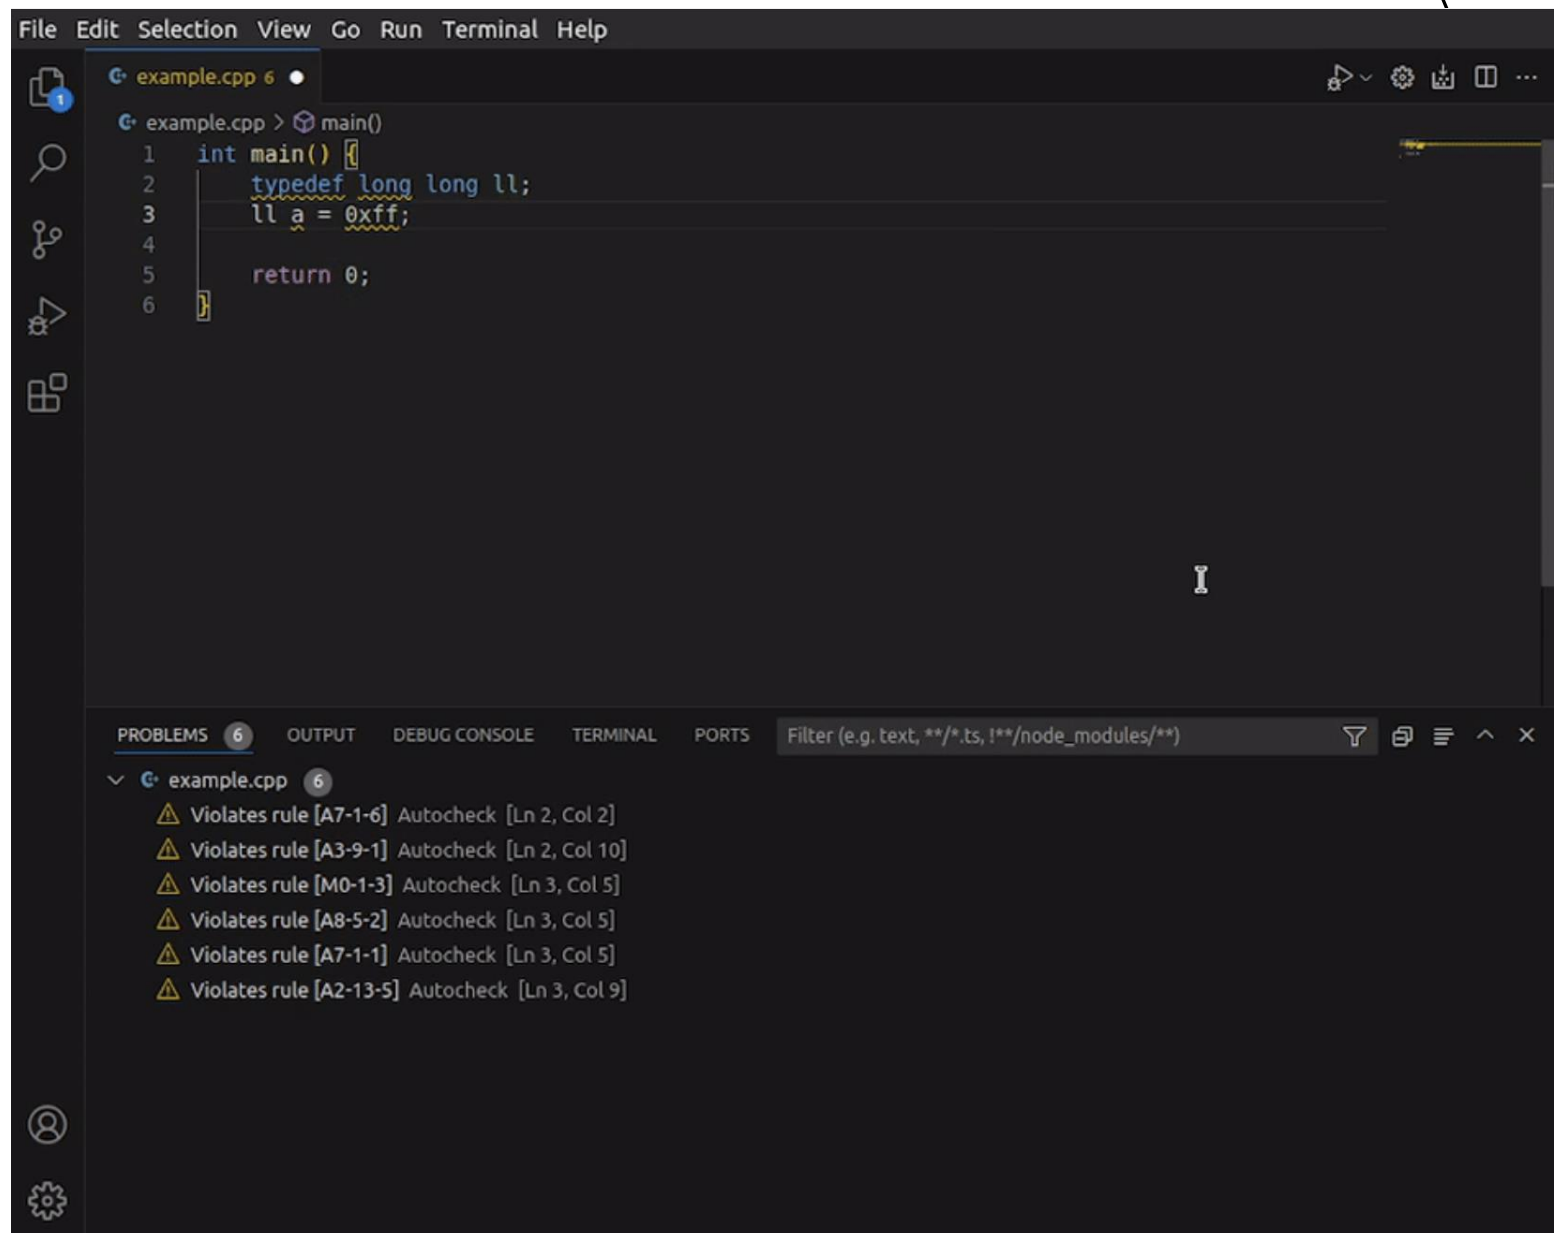 File Edit Selection View Go Run Terminal Help
example.cpp 6
1
example.cpp > main()
1 int main() {
2 typedef long long ll;
3 ll a = 0xff;
4
5 return 0;
6 }
PROBLEMS 6 OUTPUT DEBUG CONSOLE TERMINAL PORTS Filter (e.g. text, **/*.ts, !**/node_modules/**)
example.cpp 6
Violates rule [A7-1-6] Autocheck [Ln 2, Col 2]
Violates rule [A3-9-1] Autocheck [Ln 2, Col 10]
Violates rule [M0-1-3] Autocheck [Ln 3, Col 5]
Violates rule [A8-5-2] Autocheck [Ln 3, Col 5]
Violates rule [A7-1-1] Autocheck [Ln 3, Col 5]
Violates rule [A2-13-5] Autocheck [Ln 3, Col 9]